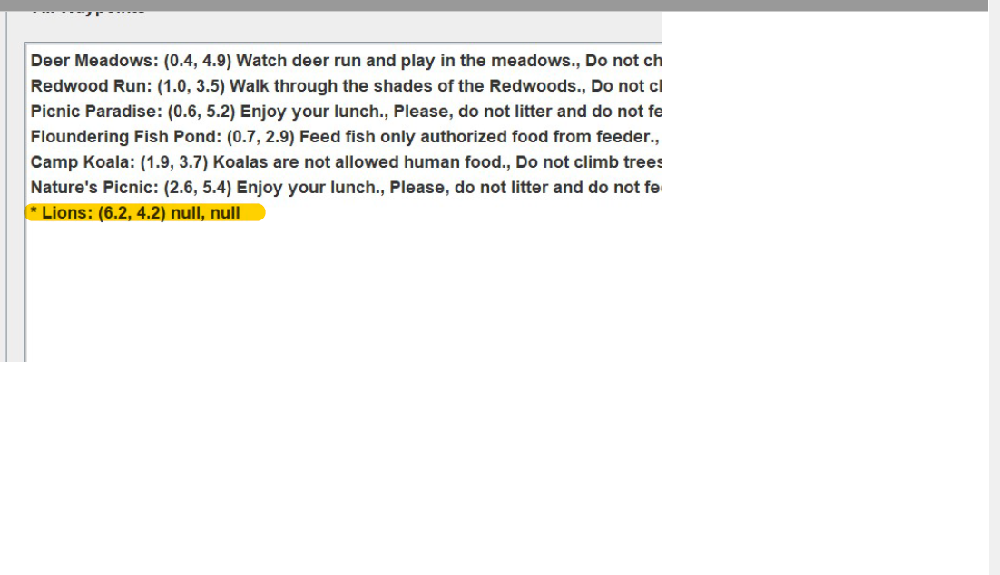 Deer Meadows: (0.4, 4.9) Watch deer run and play in the meadows., Do not ch
Redwood Run: (1.0, 3.5) Walk through the shades of the Redwoods., Do not cl
Picnic Paradise: (0.6, 5.2) Enjoy your lunch., Please, do not litter and do not fe
Floundering Fish Pond: (0.7, 2.9) Feed fish only authorized food from feeder.,
Camp Koala: (1.9, 3.7) Koalas are not allowed human food., Do not climb trees
Nature's Picnic: (2.6, 5.4) Enjoy your lunch., Please, do not litter and do not fe
* Lions: (6.2, 4.2) null, null